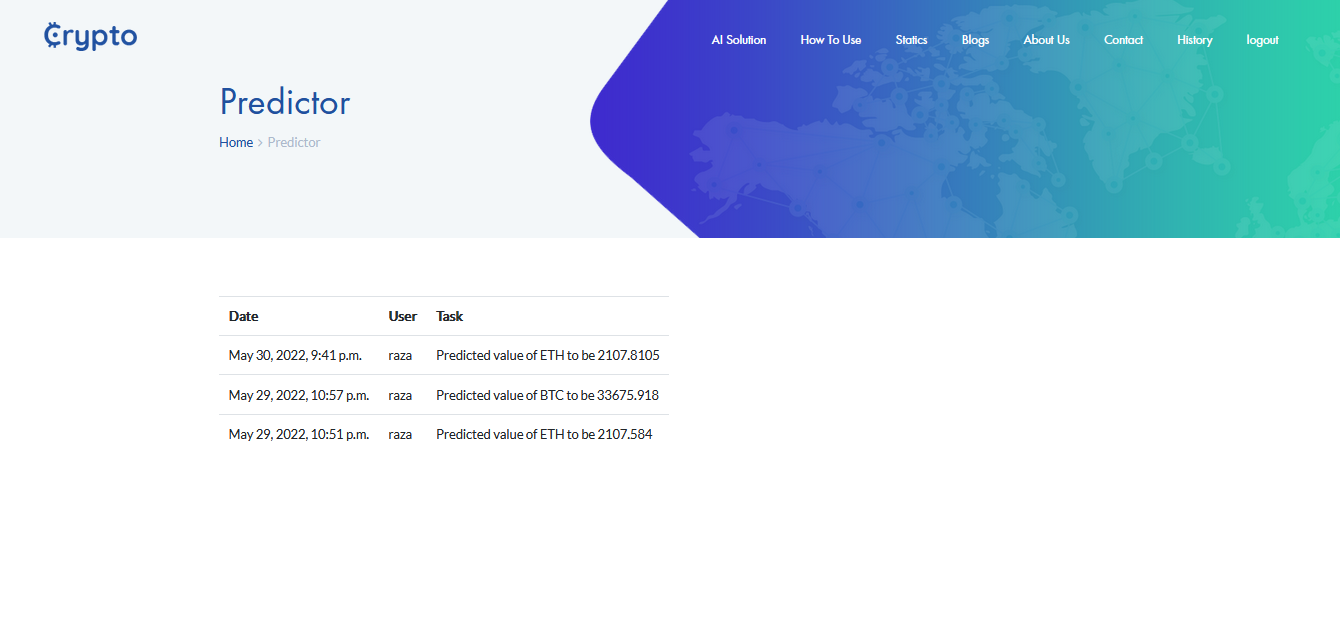 Crypto
AI Solution How To Use Statics Blogs About Us Contact History logout
Predictor
Home > Predictor
Date User Task
May 30, 2022, 9:41 p.m. raza Predicted value of ETH to be 2107.8105
May 29, 2022, 10:57 p.m. raza Predicted value of BTC to be 33675.918
May 29, 2022, 10:51 p.m. raza Predicted value of ETH to be 2107.584